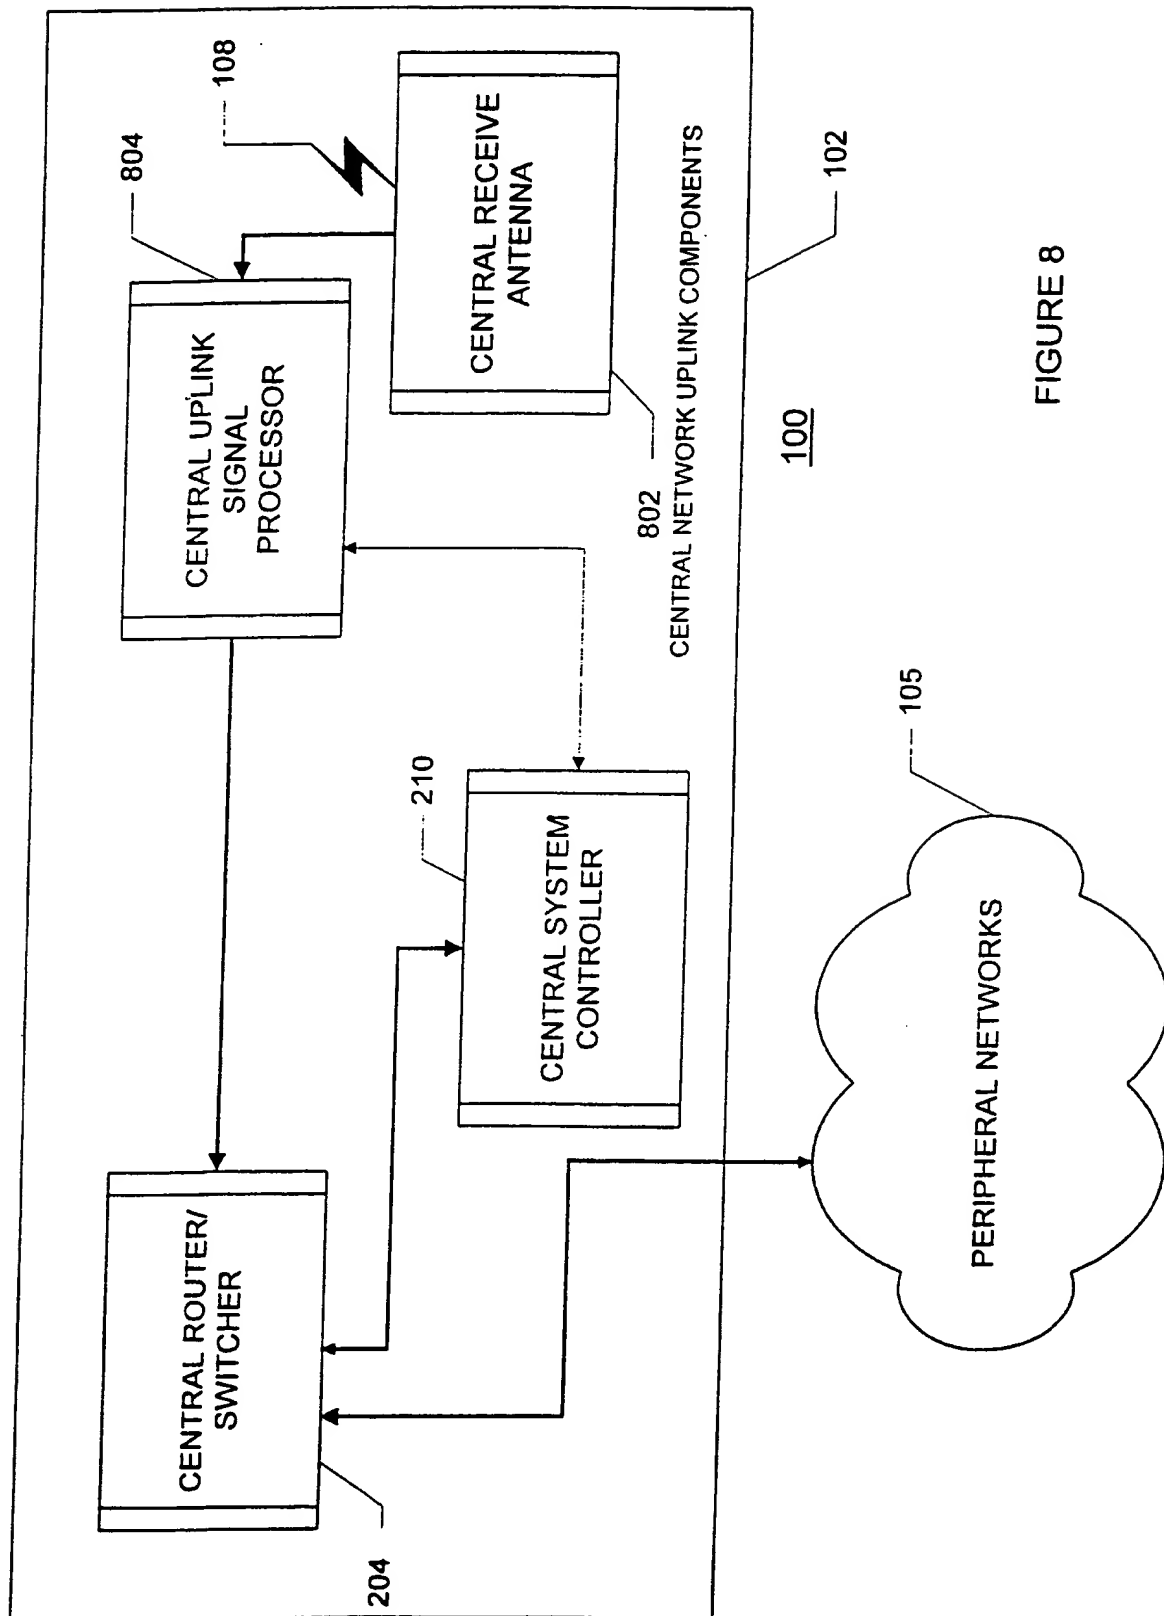 108
804
CENTRAL UPLINK
SIGNAL
PROCESSOR
CENTRAL RECEIVE
ANTENNA
802
CENTRAL NETWORK UPLINK COMPONENTS
102
CENTRAL ROUTER/
SWITCHER
204
210
CENTRAL SYSTEM
CONTROLLER
100
105
PERIPHERAL NETWORKS
FIGURE 8